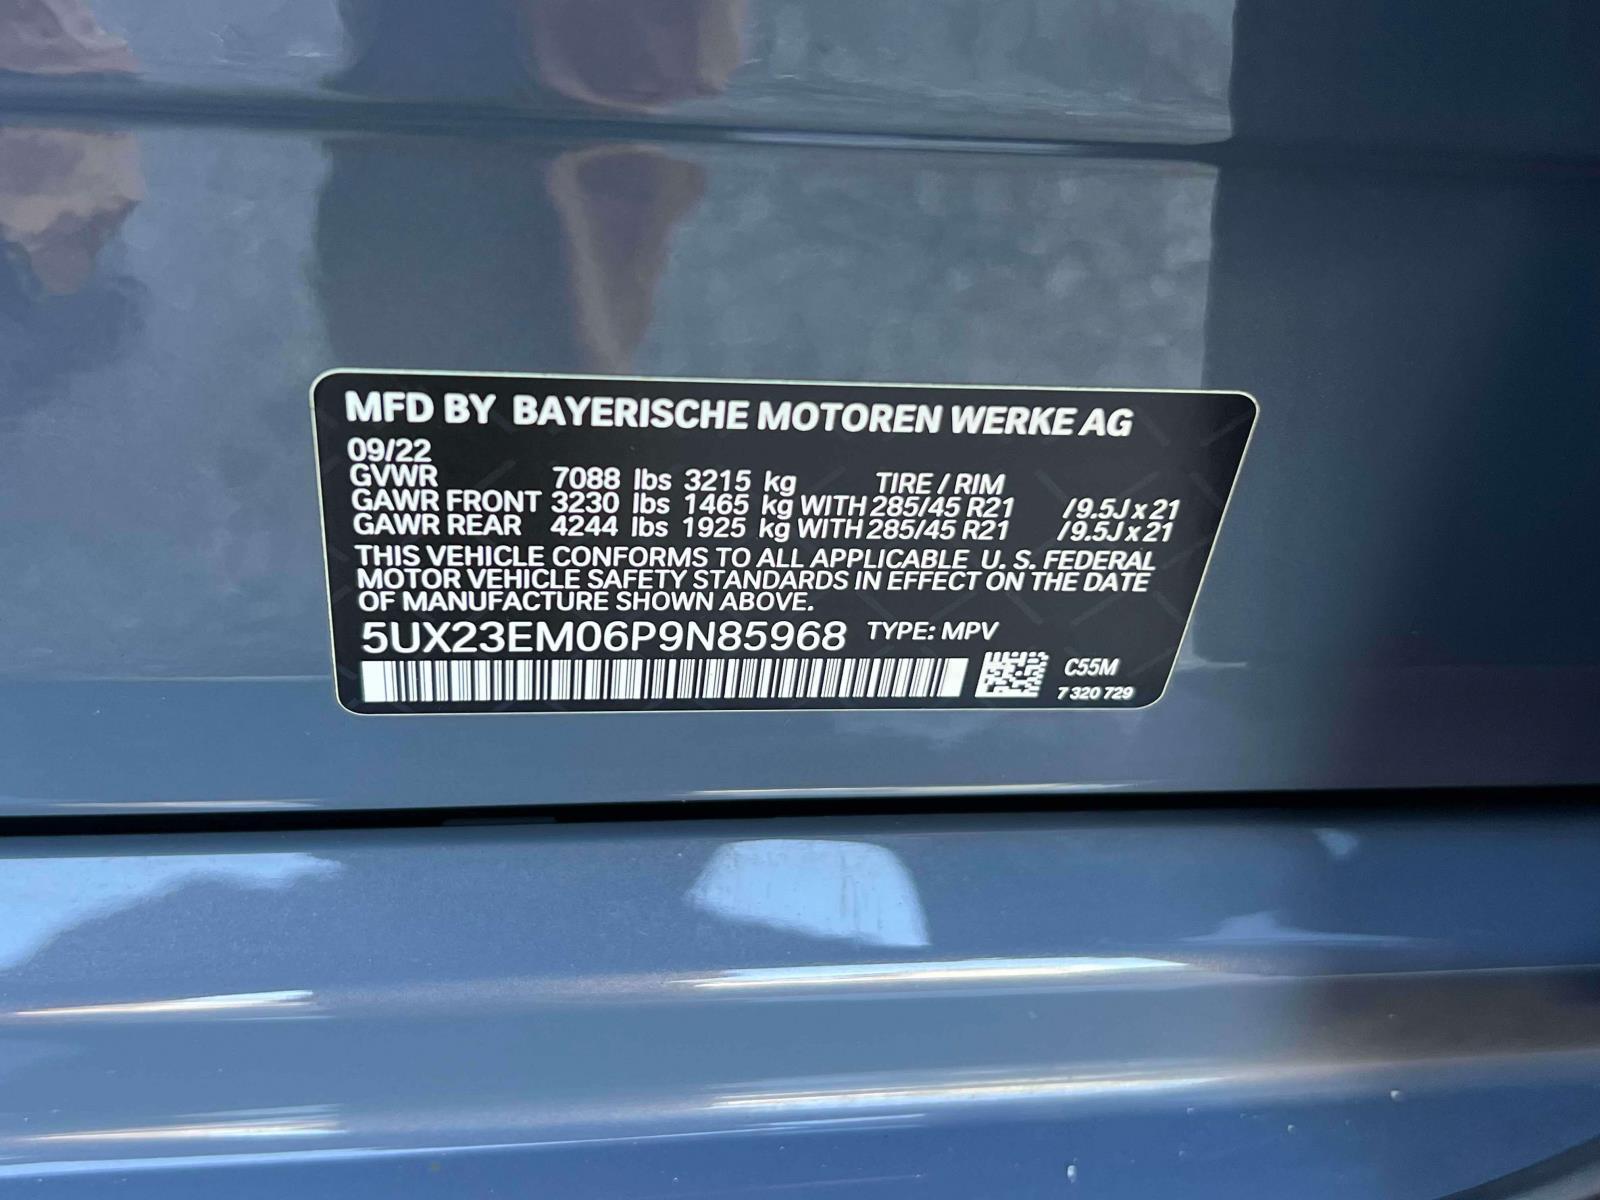 MFD BY BAYERISCHE MOTOREN WERKE AG
09/22
GVWR 7088 lbs 3215 kg TIRE / RIM
GAWR FRONT 3230 lbs 1465 kg WITH 285/45 R21 /9.5J x 21
GAWR REAR 4244 lbs 1925 kg WITH 285/45 R21 /9.5J x 21
THIS VEHICLE CONFORMS TO ALL APPLICABLE U. S. FEDERAL
MOTOR VEHICLE SAFETY STANDARDS IN EFFECT ON THE DATE
OF MANUFACTURE SHOWN ABOVE.
5UX23EM06P9N85968 TYPE: MPV
C55M
7 320 729